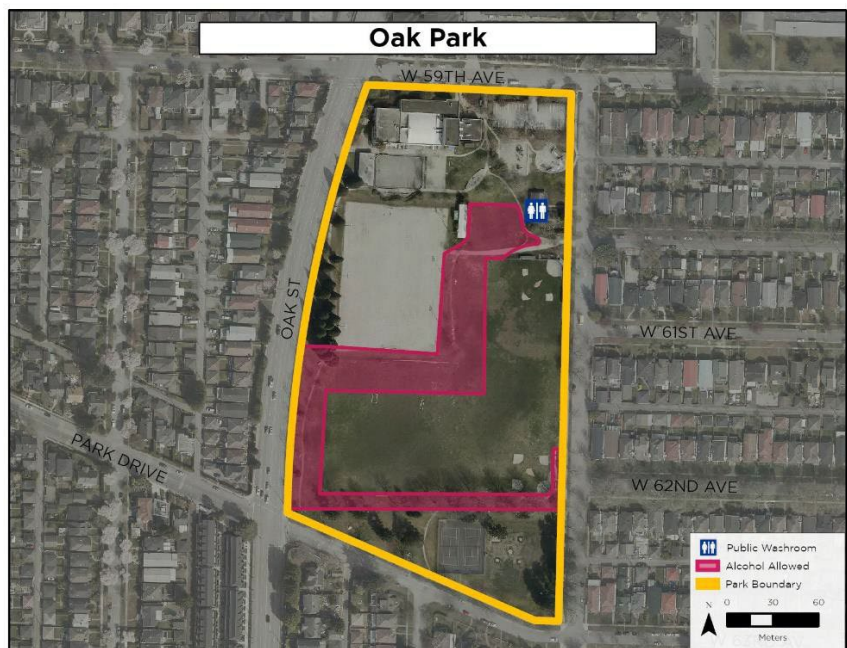 Oak Park
W 59TH AVE
OAK ST
W 61ST AVE
PARK DRIVE
W 62ND AVE
Public Washroom
Alcohol Allowed
Park Boundary
N
0 30 60
Meters